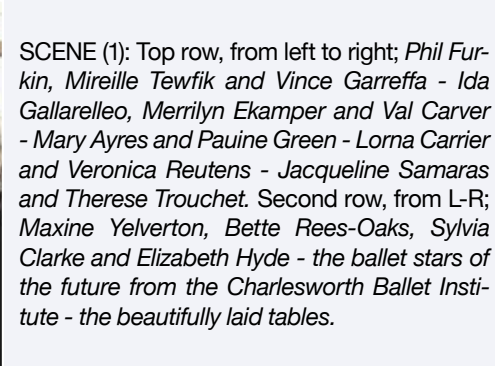 SCENE (1): Top row, from left to right; Phil Fur-
kin, Mireille Tewfik and Vince Garreffa - Ida
Gallarelleo, Merrilyn Ekamper and Val Carver
- Mary Ayres and Pauine Green - Lorna Carrier
and Veronica Reutens - Jacqueline Samaras
and Therese Trouchet. Second row, from L-R;
Maxine Yelverton, Bette Rees-Oaks, Sylvia
Clarke and Elizabeth Hyde - the ballet stars of
the future from the Charlesworth Ballet Insti-
tute - the beautifully laid tables.